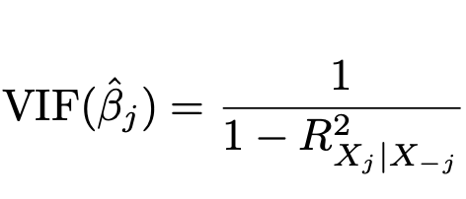 VIF(β̂_j) = 1 / (1 − R²_{X_j|X_{−j}})